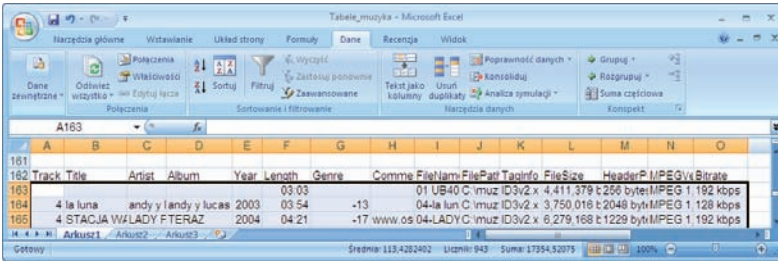 Tabele_muzyka - Microsoft Excel
Narzędzia główne Wstawianie Układ strony Formuły Dane Recenzja Widok
Dane zewnętrzne
Odśwież wszystko
Połączenia
Właściwości
Edytuj łącza
Połączenia
Sortuj
Filtruj
Wyczyść
Zastosuj ponownie
Zaawansowane
Sortowanie i filtrowanie
Tekst jako kolumny
Usuń duplikaty
Poprawność danych
Konsoliduj
Analiza symulacji
Narzędzia danych
Grupuj
Rozgrupuj
Suma częściowa
Konspekt
A163 fx
A B C D E F G H I J K L M N O
161
162 Track Title Artist Album Year Length Genre Comme FileNam FilePat TagInfo FileSize HeaderP MPEGVe Bitrate
163 03:03 01 UB40 C:\muz ID3v2.x 4,411,379 b 256 byte MPEG 1, 192 kbps
164 4 la luna andy y l andy y lucas 2003 03:54 -13 04-la lun C:\muz ID3v2.x 3,750,016 b 2048 byt MPEG 1, 128 kbps
165 4 STACJA WA LADY F TERAZ 2004 04:21 -17 www.os 04-LADY C:\muz ID3v2.x 6,279,168 b 1229 byt MPEG 1, 192 kbps
Arkusz1 Arkusz2 Arkusz3
Gotowy Średnia: 113,4282402 Licznik: 943 Suma: 17354,52075 100%